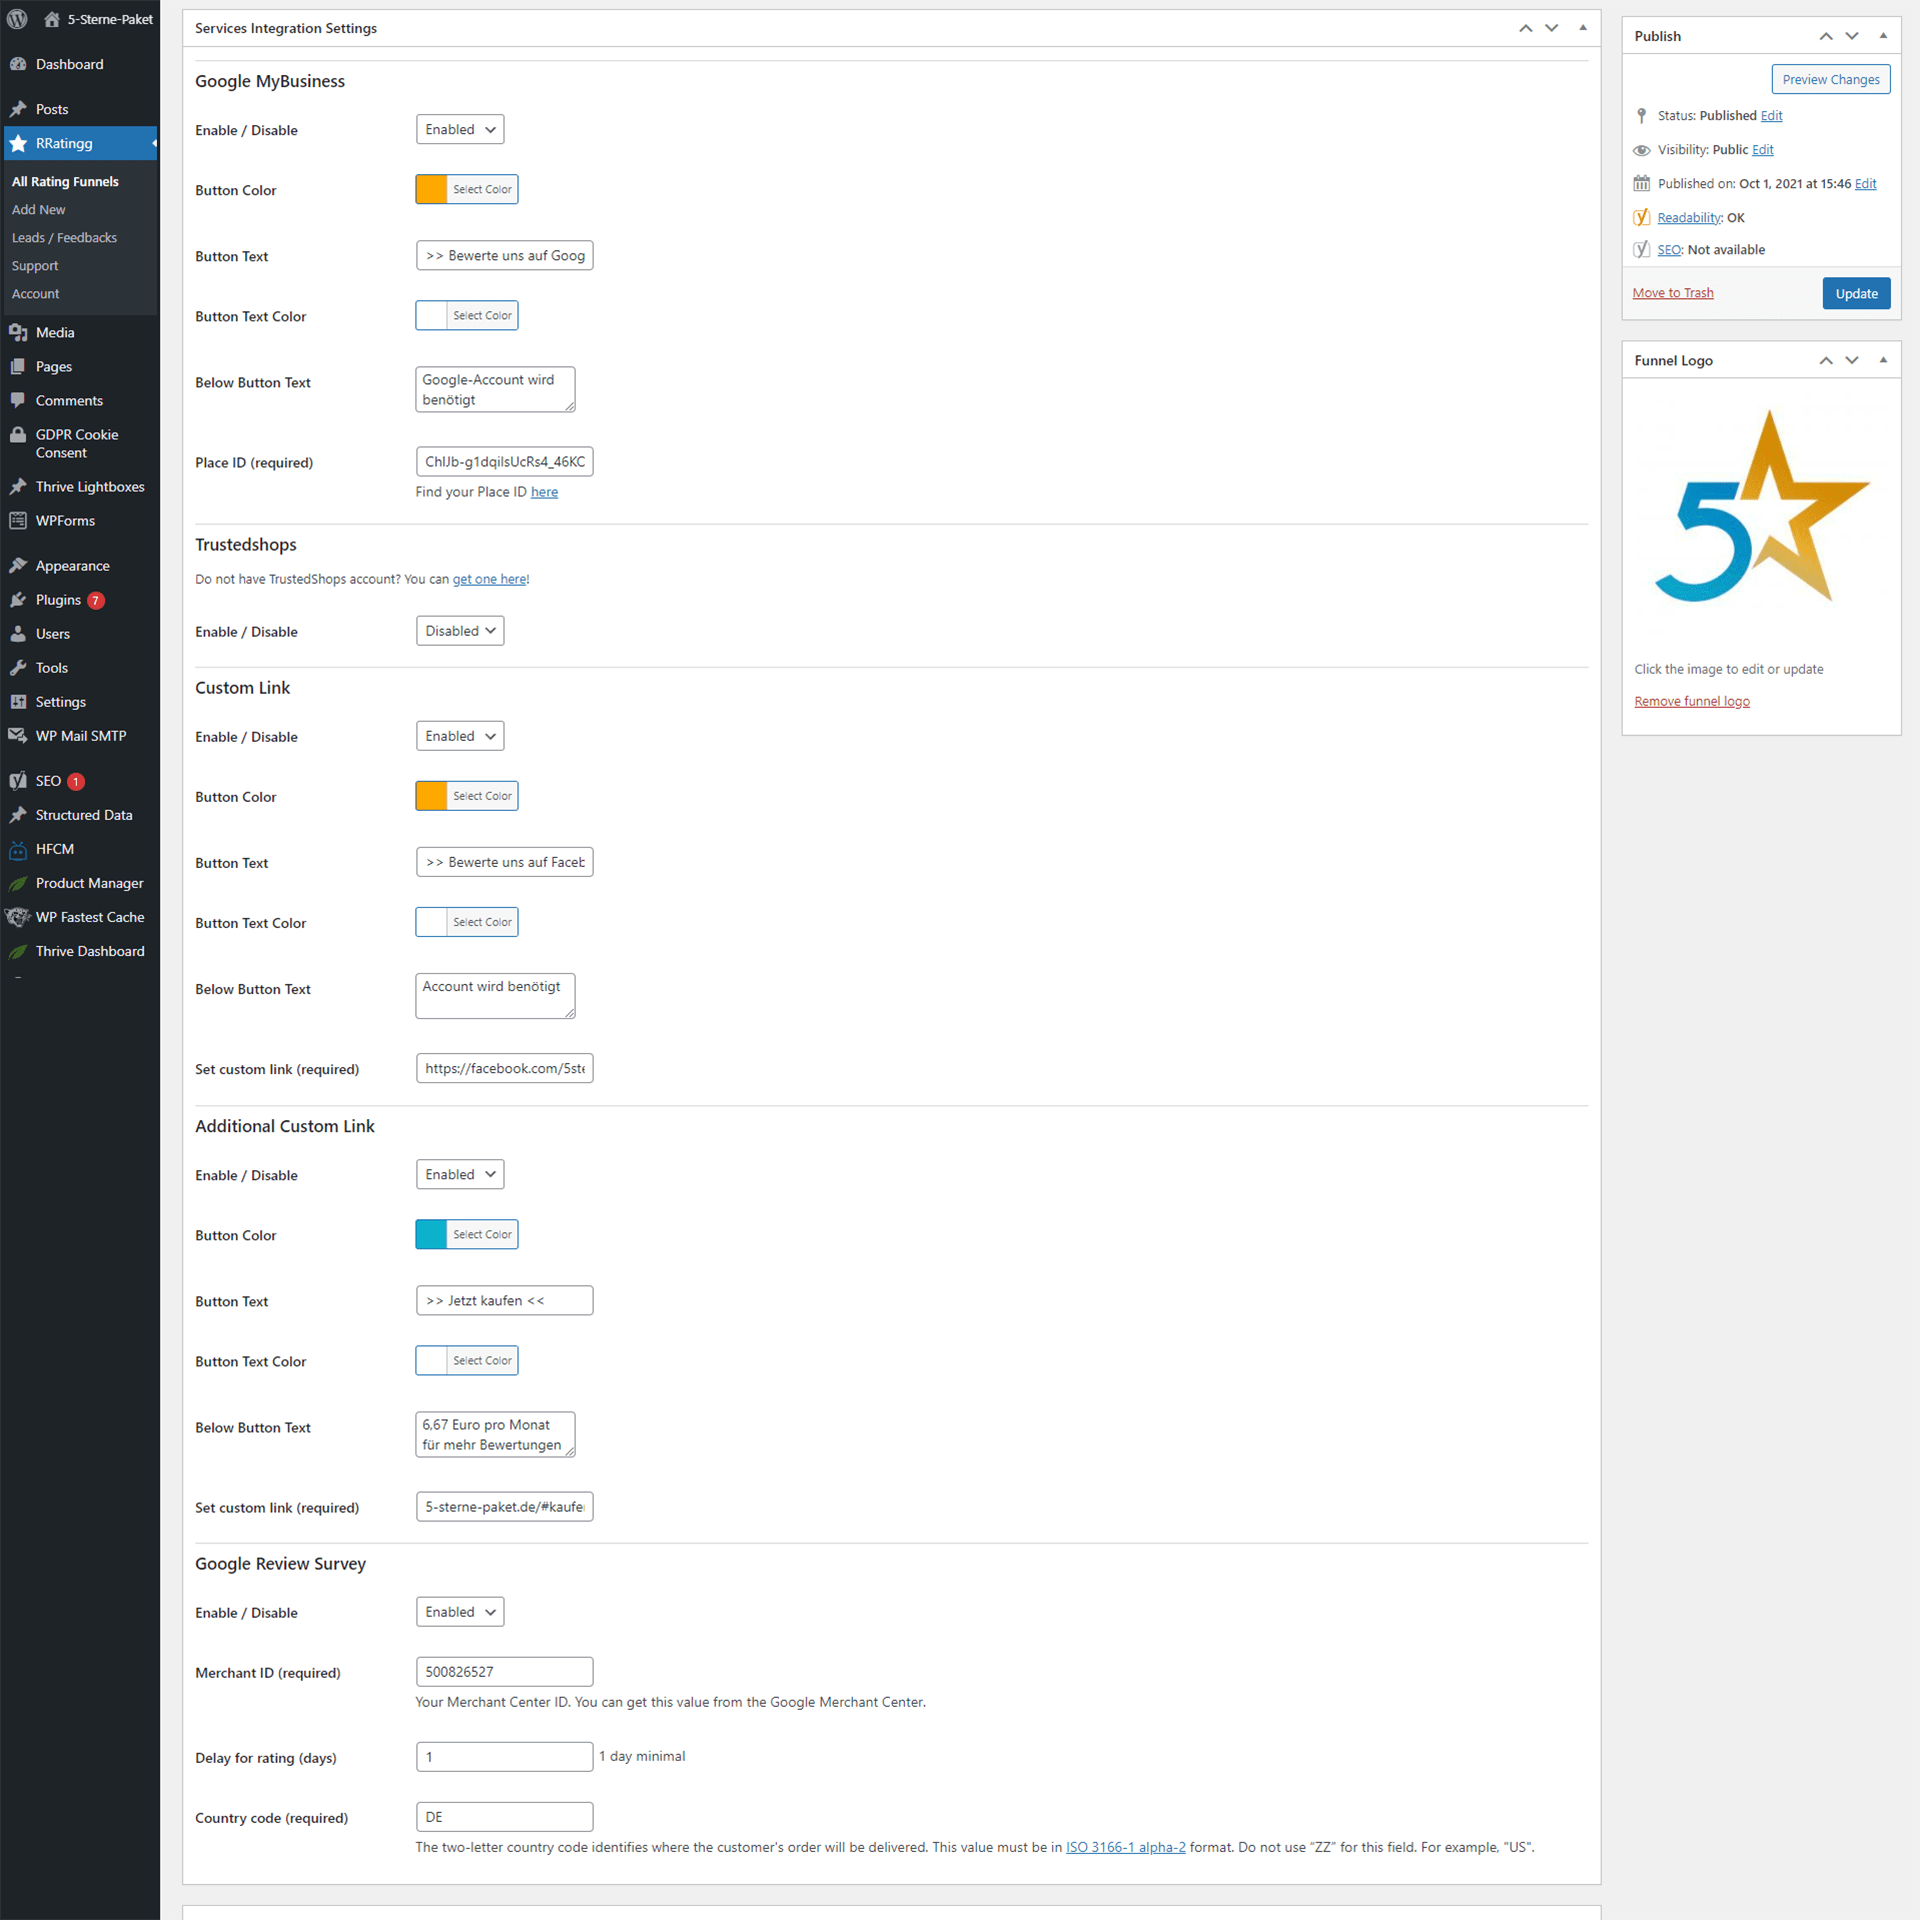 5-Sterne-Paket
Dashboard
Posts
RRatingg
All Rating Funnels
Add New
Leads / Feedbacks
Support
Account
Media
Pages
Comments
GDPR Cookie
Consent
Thrive Lightboxes
WPForms
Appearance
Plugins 7
Users
Tools
Settings
WP Mail SMTP
SEO 1
Structured Data
HFCM
Product Manager
WP Fastest Cache
Thrive Dashboard
Services Integration Settings
Google MyBusiness
Enable / Disable Enabled
Button Color Select Color
Button Text >> Bewerte uns auf Goog
Button Text Color Select Color
Below Button Text Google-Account wird
benötigt
Place ID (required)
Find your Place ID here
Trustedshops
Do not have TrustedShops account? You can get one here!
Enable / Disable Disabled
Custom Link
Enable / Disable Enabled
Button Color Select Color
Button Text >> Bewerte uns auf Faceb
Button Text Color Select Color
Below Button Text Account wird benötigt
Set custom link (required) https://facebook.com/5ste
Additional Custom Link
Enable / Disable Enabled
Button Color Select Color
Button Text >> Jetzt kaufen <<
Button Text Color Select Color
Below Button Text 6,67 Euro pro Monat
für mehr Bewertungen
Set custom link (required) 5-sterne-paket.de/#kaufe
Google Review Survey
Enable / Disable Enabled
Merchant ID (required) 500826527
Your Merchant Center ID. You can get this value from the Google Merchant Center.
Delay for rating (days) 1 1 day minimal
Country code (required) DE
The two-letter country code identifies where the customer's order will be delivered. This value must be in ISO 3166-1 alpha-2 format. Do not use “ZZ” for this field. For example, "US".
Publish
Preview Changes
Status: Published Edit
Visibility: Public Edit
Published on: Oct 1, 2021 at 15:46 Edit
Readability: OK
SEO: Not available
Move to Trash Update
Funnel Logo
5
Click the image to edit or update
Remove funnel logo